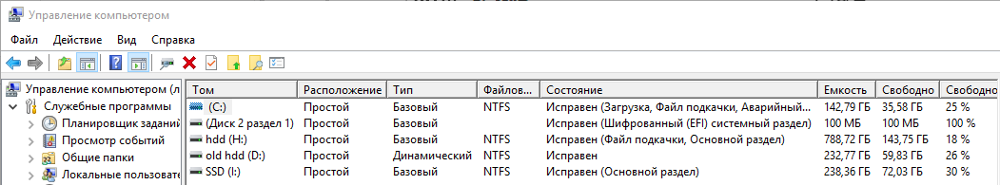 Управление компьютером
Файл Действие Вид Справка
Управление компьютером (л
Служебные программы
Планировщик заданий
Просмотр событий
Общие папки
Локальные пользовате
Том Расположение Тип Файлов... Состояние Емкость Свободно Свободно
(C:) Простой Базовый NTFS Исправен (Загрузка, Файл подкачки, Аварийный... 142,79 ГБ 35,58 ГБ 25 %
(Диск 2 раздел 1) Простой Базовый Исправен (Шифрованный (EFI) системный раздел) 100 МБ 100 МБ 100 %
hdd (H:) Простой Базовый NTFS Исправен (Файл подкачки, Основной раздел) 788,72 ГБ 143,75 ГБ 18 %
old hdd (D:) Простой Динамический NTFS Исправен 232,77 ГБ 59,83 ГБ 26 %
SSD (I:) Простой Базовый NTFS Исправен (Основной раздел) 238,36 ГБ 72,03 ГБ 30 %